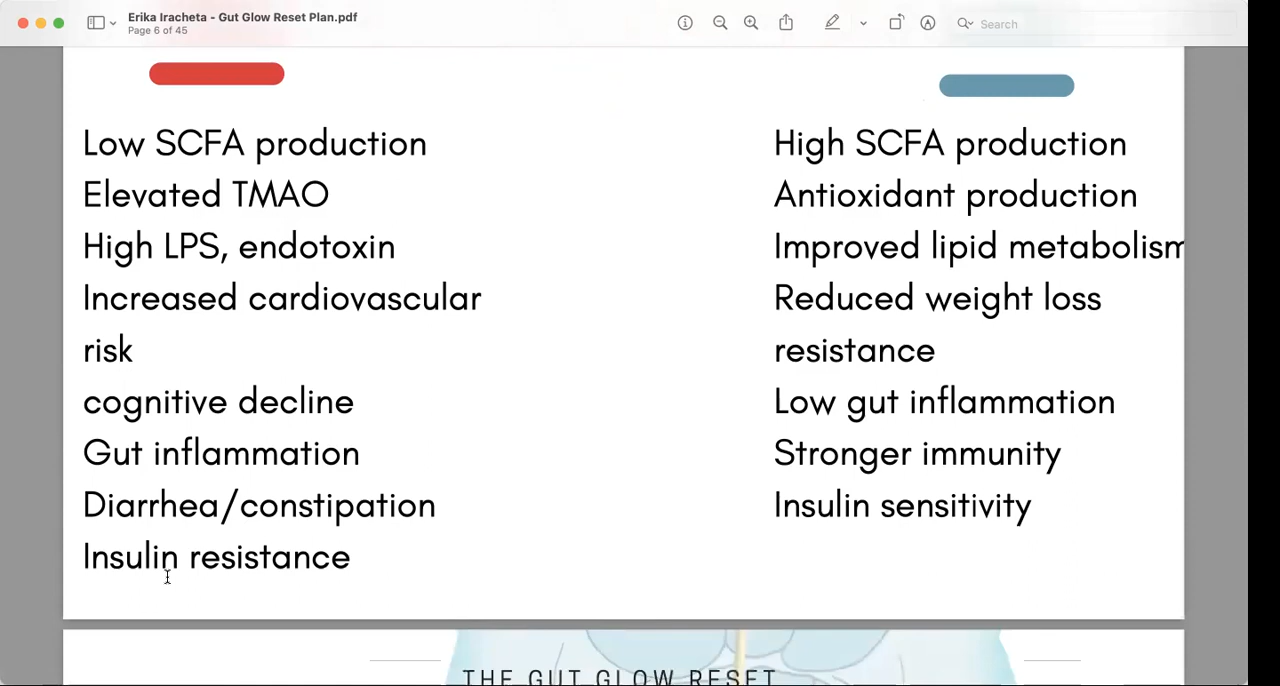 Erika Iracheta - Gut Glow Reset Plan.pdf
Page 6 of 45
Search
Low SCFA production
Elevated TMAO
High LPS, endotoxin
Increased cardiovascular
risk
cognitive decline
Gut inflammation
Diarrhea/constipation
Insulin resistance
High SCFA production
Antioxidant production
Improved lipid metabolism
Reduced weight loss
resistance
Low gut inflammation
Stronger immunity
Insulin sensitivity
THE GUT GLOW RESET